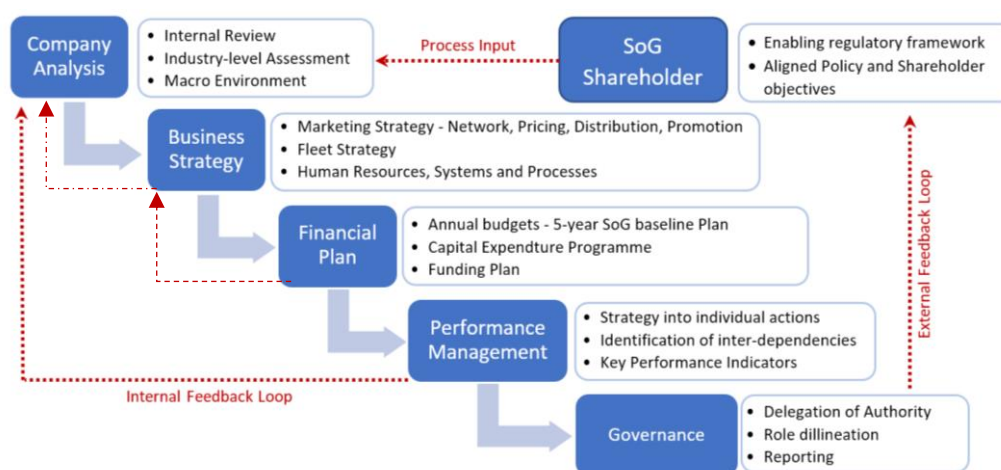 Company
Analysis
• Internal Review
• Industry-level Assessment
• Macro Environment
Process Input
SoG
Shareholder
• Enabling regulatory framework
• Aligned Policy and Shareholder
objectives
Business
Strategy
• Marketing Strategy - Network, Pricing, Distribution, Promotion
• Fleet Strategy
• Human Resources, Systems and Processes
Financial
Plan
• Annual budgets - 5-year SoG baseline Plan
• Capital Expendture Programme
• Funding Plan
External Feedback Loop
Performance
Management
• Strategy into individual actions
• Identification of inter-dependencies
• Key Performance Indicators
Internal Feedback Loop
Governance
• Delegation of Authority
• Role dillineation
• Reporting